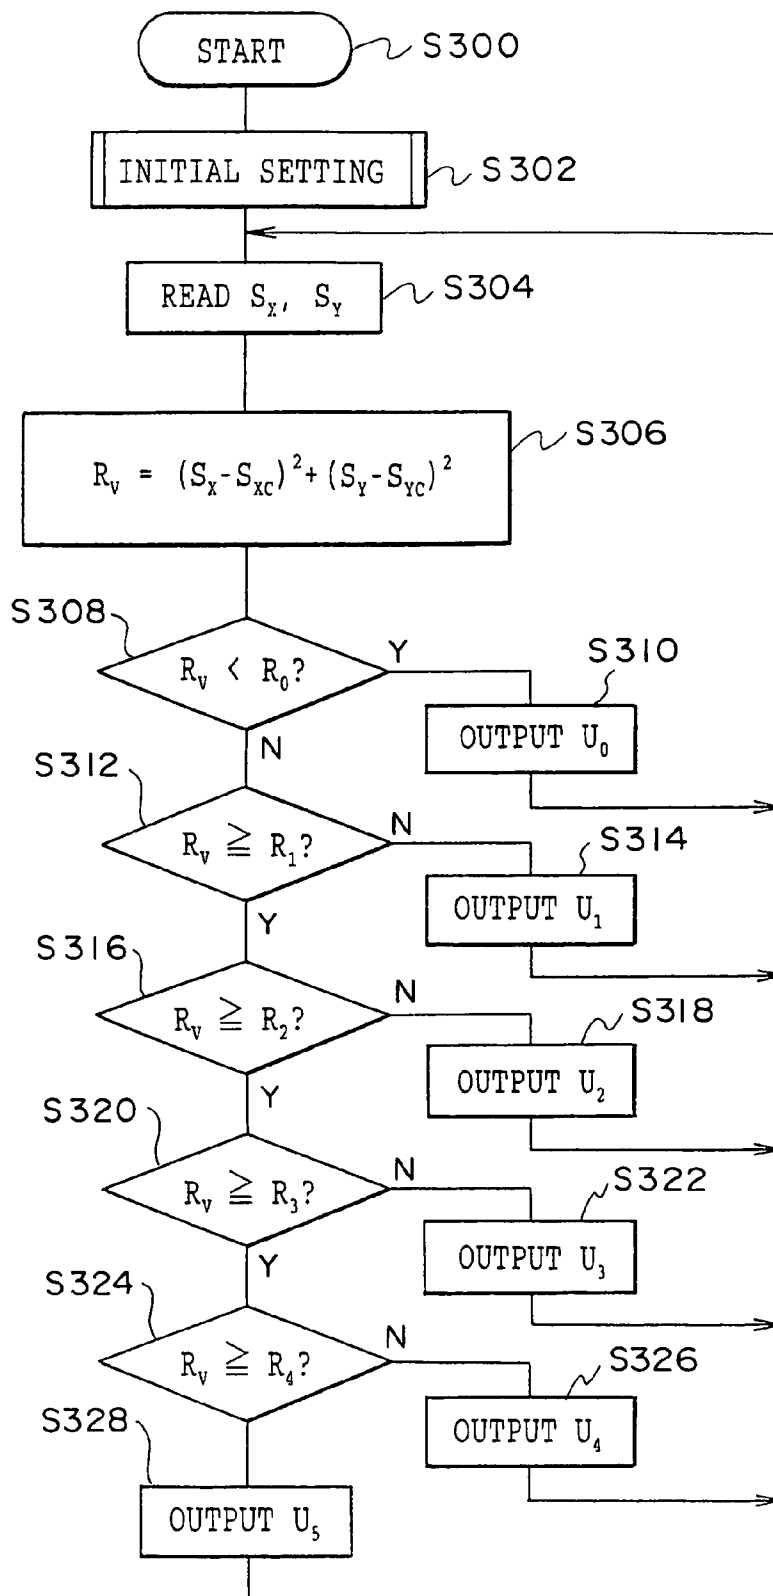 START
S300
INITIAL SETTING
S302
READ S_X, S_Y
S304
S306
R_V = (S_X-S_XC)²+(S_Y-S_YC)²
S308
R_V < R_0?
Y
N
S310
OUTPUT U_0
S312
R_V ≧ R_1?
N
Y
S314
OUTPUT U_1
S316
R_V ≧ R_2?
N
Y
S318
OUTPUT U_2
S320
R_V ≧ R_3?
N
Y
S322
OUTPUT U_3
S324
R_V ≧ R_4?
N
S326
OUTPUT U_4
S328
OUTPUT U_5